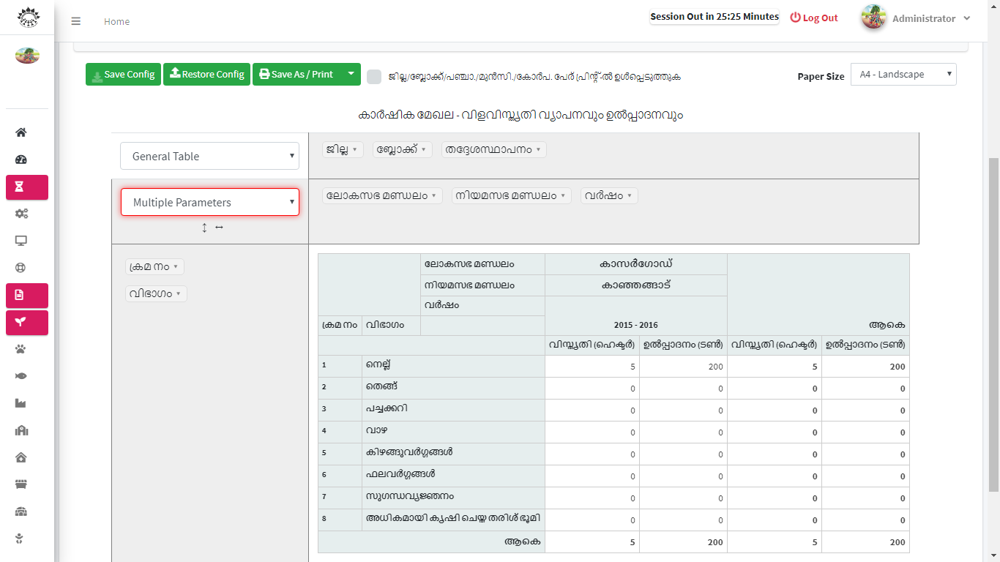 Home
Session Out in 25:25 Minutes
Log Out
Administrator
Save Config
Restore Config
Save As / Print
ജില്ല/ബ്ലോക്ക്/പഞ്ചാ./മുൻസി./കോർപ. പേര് പ്രിന്റ്-ൽ ഉൾപ്പെടുത്തുക
Paper Size
A4 - Landscape
കാർഷിക മേഖല - വിളവിസ്തൃതി വ്യാപനവും ഉൽപ്പാദനവും
General Table
ജില്ല
ബ്ലോക്ക്
തദ്ദേശസ്ഥാപനം
Multiple Parameters
ലോകസഭ മണ്ഡലം
നിയമസഭ മണ്ഡലം
വർഷം
ക്രമ നം
വിഭാഗം
ലോകസഭ മണ്ഡലം കാസർഗോഡ്
നിയമസഭ മണ്ഡലം കാഞ്ഞങ്ങാട്
വർഷം
ക്രമ നം വിഭാഗം 2015 - 2016 ആകെ
വിസ്തൃതി (ഹെക്ടർ) ഉൽപ്പാദനം (ടൺ) വിസ്തൃതി (ഹെക്ടർ) ഉൽപ്പാദനം (ടൺ)
1 നെല്ല് 5 200 5 200
2 തെങ്ങ് 0 0 0 0
3 പച്ചക്കറി 0 0 0 0
4 വാഴ 0 0 0 0
5 കിഴങ്ങുവർഗ്ഗങ്ങൾ 0 0 0 0
6 ഫലവർഗ്ഗങ്ങൾ 0 0 0 0
7 സുഗന്ധവ്യജ്ഞനം 0 0 0 0
8 അധികമായി കൃഷി ചെയ്ത തരിശ് ഭൂമി 0 0 0 0
ആകെ 5 200 5 200